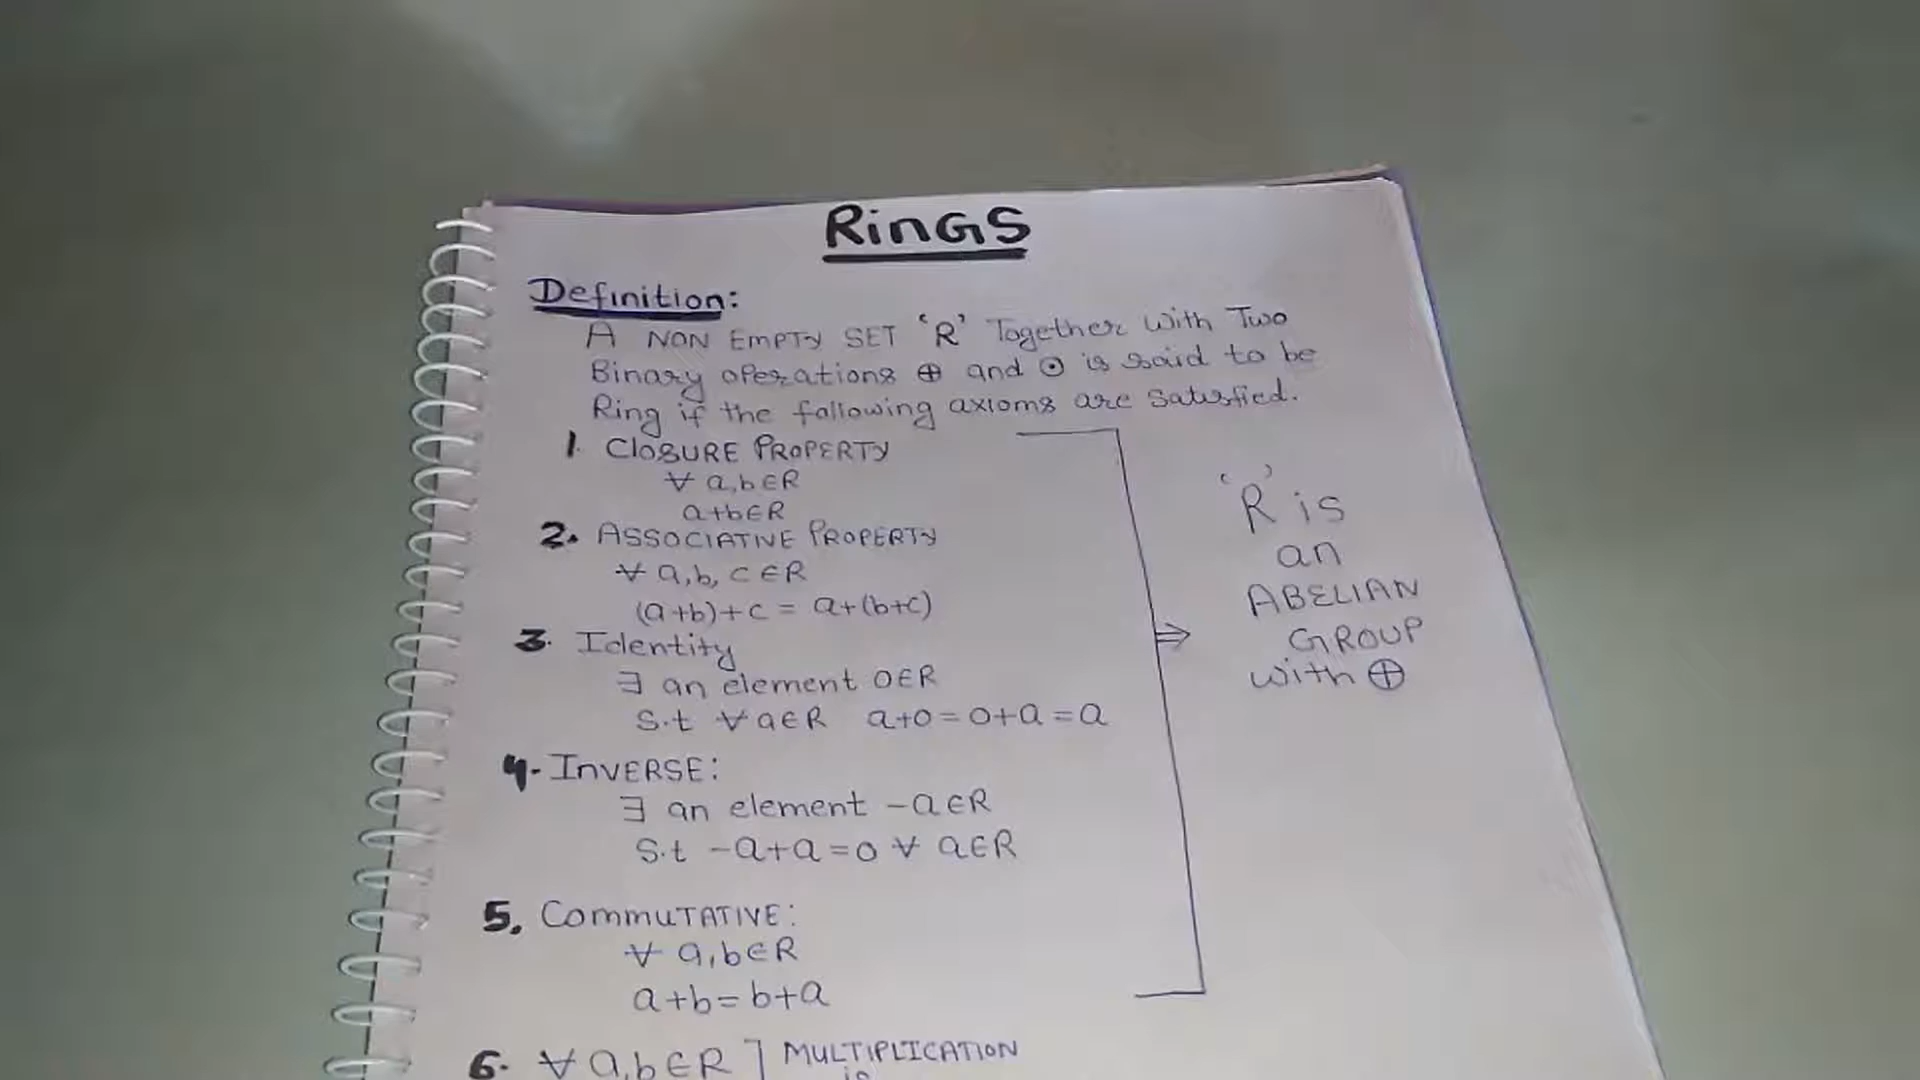 RinGS
Definition:
A NON EMPTY SET 'R' Together With Two
Binary operations ⊕ and ⊙ is said to be
Ring if the following axioms are Satisfied.
1. CLOSURE PROPERTY
∀ a,b∈R
a+b∈R
2. ASSOCIATIVE PROPERTY
∀ a,b,c∈R
(a+b)+c = a+(b+c)
3. Identity
∃ an element 0∈R
S.t ∀a∈R a+0=0+a=a
4. INVERSE:
∃ an element -a∈R
S.t -a+a=0 ∀ a∈R
5. COMMUTATIVE:
∀ a,b∈R
a+b=b+a
⇒ 'R' is
an
ABELIAN
GROUP
with ⊕
6. ∀ a,b∈R ] MULTIPLICATION
is